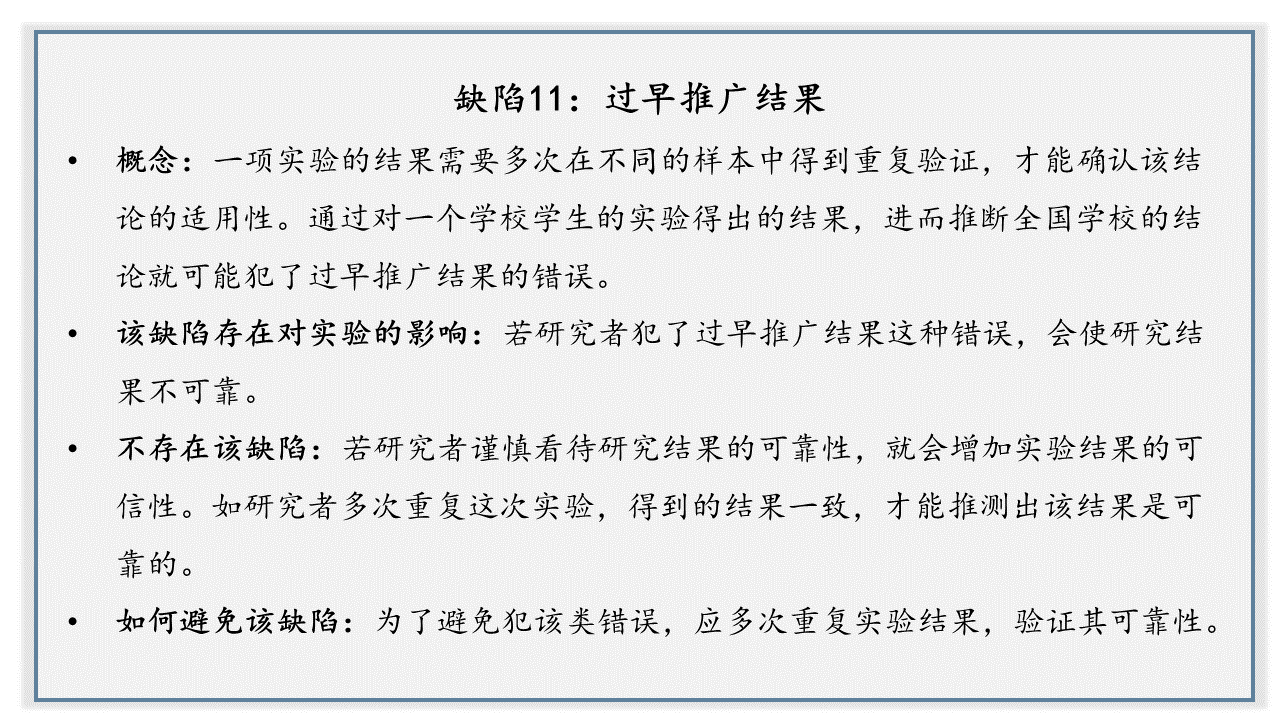 缺陷11：过早推广结果
• 概念：一项实验的结果需要多次在不同的样本中得到重复验证，才能确认该结
论的适用性。通过对一个学校学生的实验得出的结果，进而推断全国学校的结
论就可能犯了过早推广结果的错误。
• 该缺陷存在对实验的影响：若研究者犯了过早推广结果这种错误，会使研究结
果不可靠。
• 不存在该缺陷：若研究者谨慎看待研究结果的可靠性，就会增加实验结果的可
信性。如研究者多次重复这次实验，得到的结果一致，才能推测出该结果是可
靠的。
• 如何避免该缺陷：为了避免犯该类错误，应多次重复实验结果，验证其可靠性。